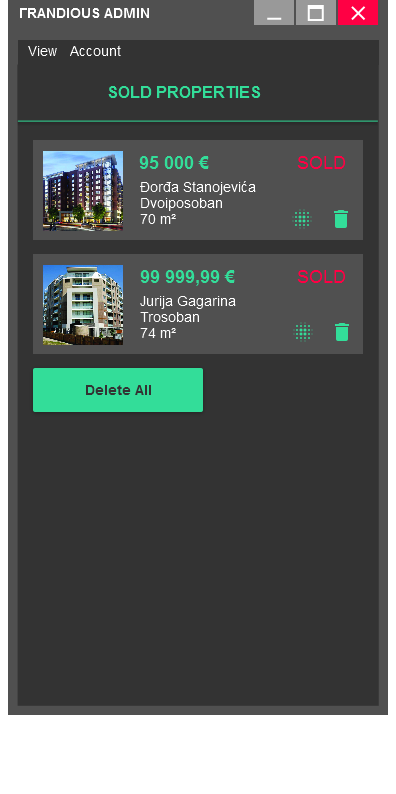 FRANDIOUS ADMIN
View Account
SOLD PROPERTIES
95 000 €
SOLD
Đorđa Stanojevića
Dvoiposoban
70 m²
99 999,99 €
SOLD
Jurija Gagarina
Trosoban
74 m²
Delete All